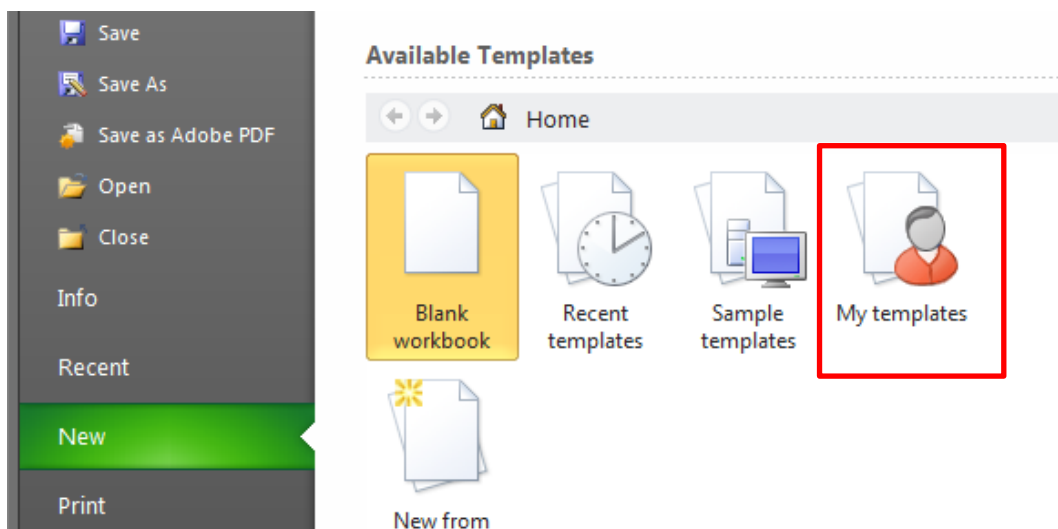 Save
Save As
Save as Adobe PDF
Open
Close
Info
Recent
New
Print
Available Templates
Home
Blank
workbook
Recent
templates
Sample
templates
My templates
New from